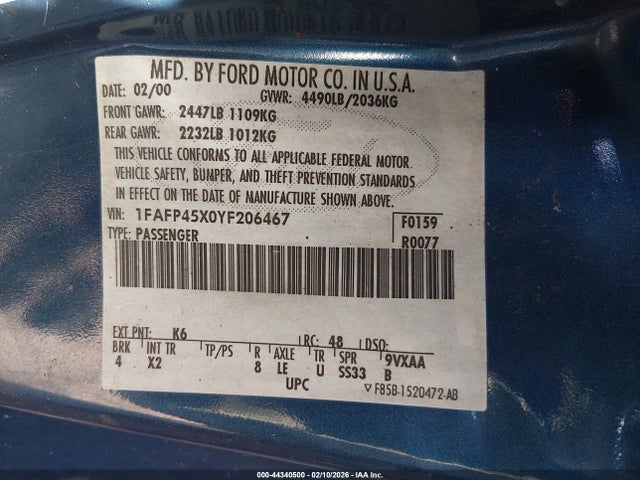 MFD. BY FORD MOTOR CO. IN U.S.A.
DATE: 02/00 GVWR: 4490LB/2036KG
FRONT GAWR: 2447LB 1109KG
REAR GAWR: 2232LB 1012KG
THIS VEHICLE CONFORMS TO ALL APPLICABLE FEDERAL MOTOR
VEHICLE SAFETY, BUMPER, AND THEFT PREVENTION STANDARDS
IN EFFECT ON THE DATE OF MANUFACTURE SHOWN ABOVE.
VIN: 1FAFP45X0YF206467 F0159
TYPE: PASSENGER R0077
EXT PNT: K6 RC: 48 DSO:
BRK INT TR TP/PS R AXLE TR SPR 9VXAA
4 X2 8 LE U SS33 B
UPC F85B-1520472-AB
000-44340500 - 02/10/2026 - IAA Inc.